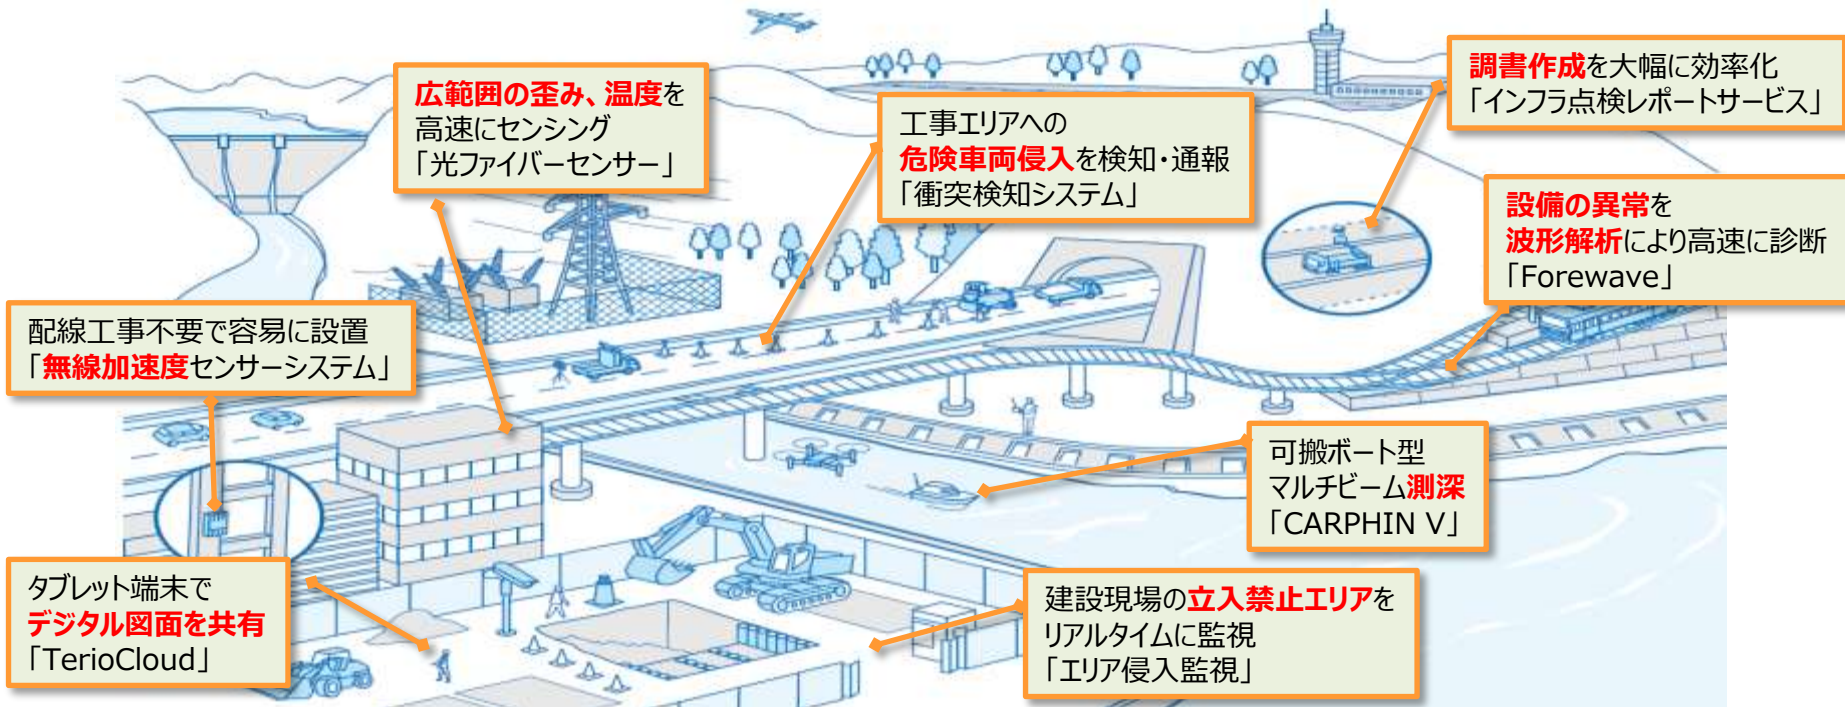 広範囲の歪み、温度を
高速にセンシング
「光ファイバーセンサー」
工事エリアへの
危険車両侵入を検知・通報
「衝突検知システム」
調書作成を大幅に効率化
「インフラ点検レポートサービス」
設備の異常を
波形解析により高速に診断
「Forewave」
配線工事不要で容易に設置
「無線加速度センサーシステム」
可搬ボート型
マルチビーム測深
「CARPHIN V」
タブレット端末で
デジタル図面を共有
「TerioCloud」
建設現場の立入禁止エリアを
リアルタイムに監視
「エリア侵入監視」